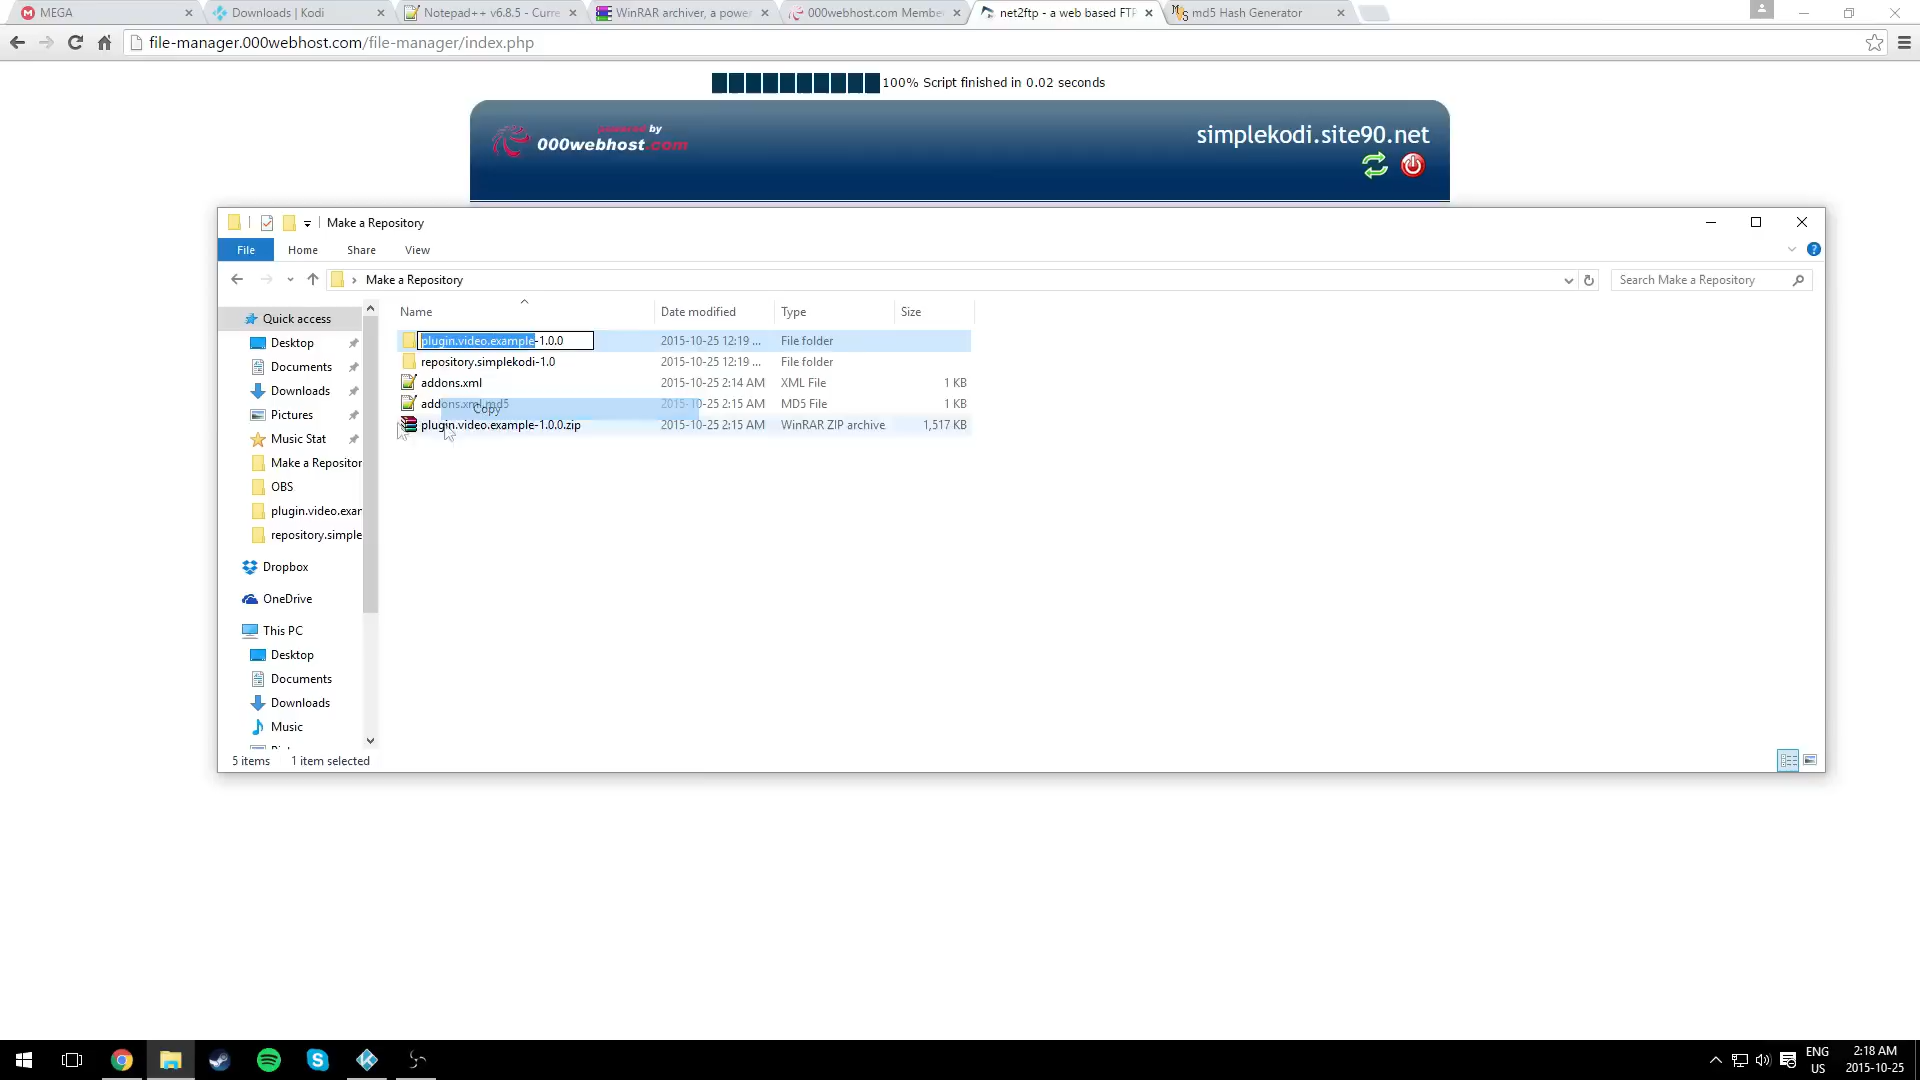 MEGA
Downloads | Kodi
Notepad++ v6.8.5 - Curre
WinRAR archiver, a powe
000webhost.com Membe
net2ftp - a web based FTP
md5 Hash Generator
file-manager.000webhost.com/file-manager/index.php
100% Script finished in 0.02 seconds
powered by
000webhost.com
simplekodi.site90.net
Make a Repository
File
Home
Share
View
Make a Repository
Search Make a Repository
Name
Date modified
Type
Size
plugin.video.example-1.0.0 2015-10-25 12:19 ... File folder
repository.simplekodi-1.0 2015-10-25 12:19 ... File folder
addons.xml 2015-10-25 2:14 AM XML File 1 KB
addons.xml.md5 2015-10-25 2:15 AM MD5 File 1 KB
Copy
plugin.video.example-1.0.0.zip 2015-10-25 2:15 AM WinRAR ZIP archive 1,517 KB
Quick access
Desktop
Documents
Downloads
Pictures
Music Stat
Make a Repositor
OBS
plugin.video.exar
repository.simple
Dropbox
OneDrive
This PC
Desktop
Documents
Downloads
Music
5 items 1 item selected
ENG
US
2:18 AM
2015-10-25